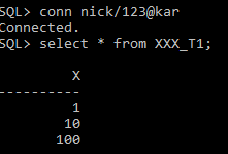 SQL> conn nick/123@kar
Connected.
SQL> select * from XXX_T1;
X
----------
1
10
100